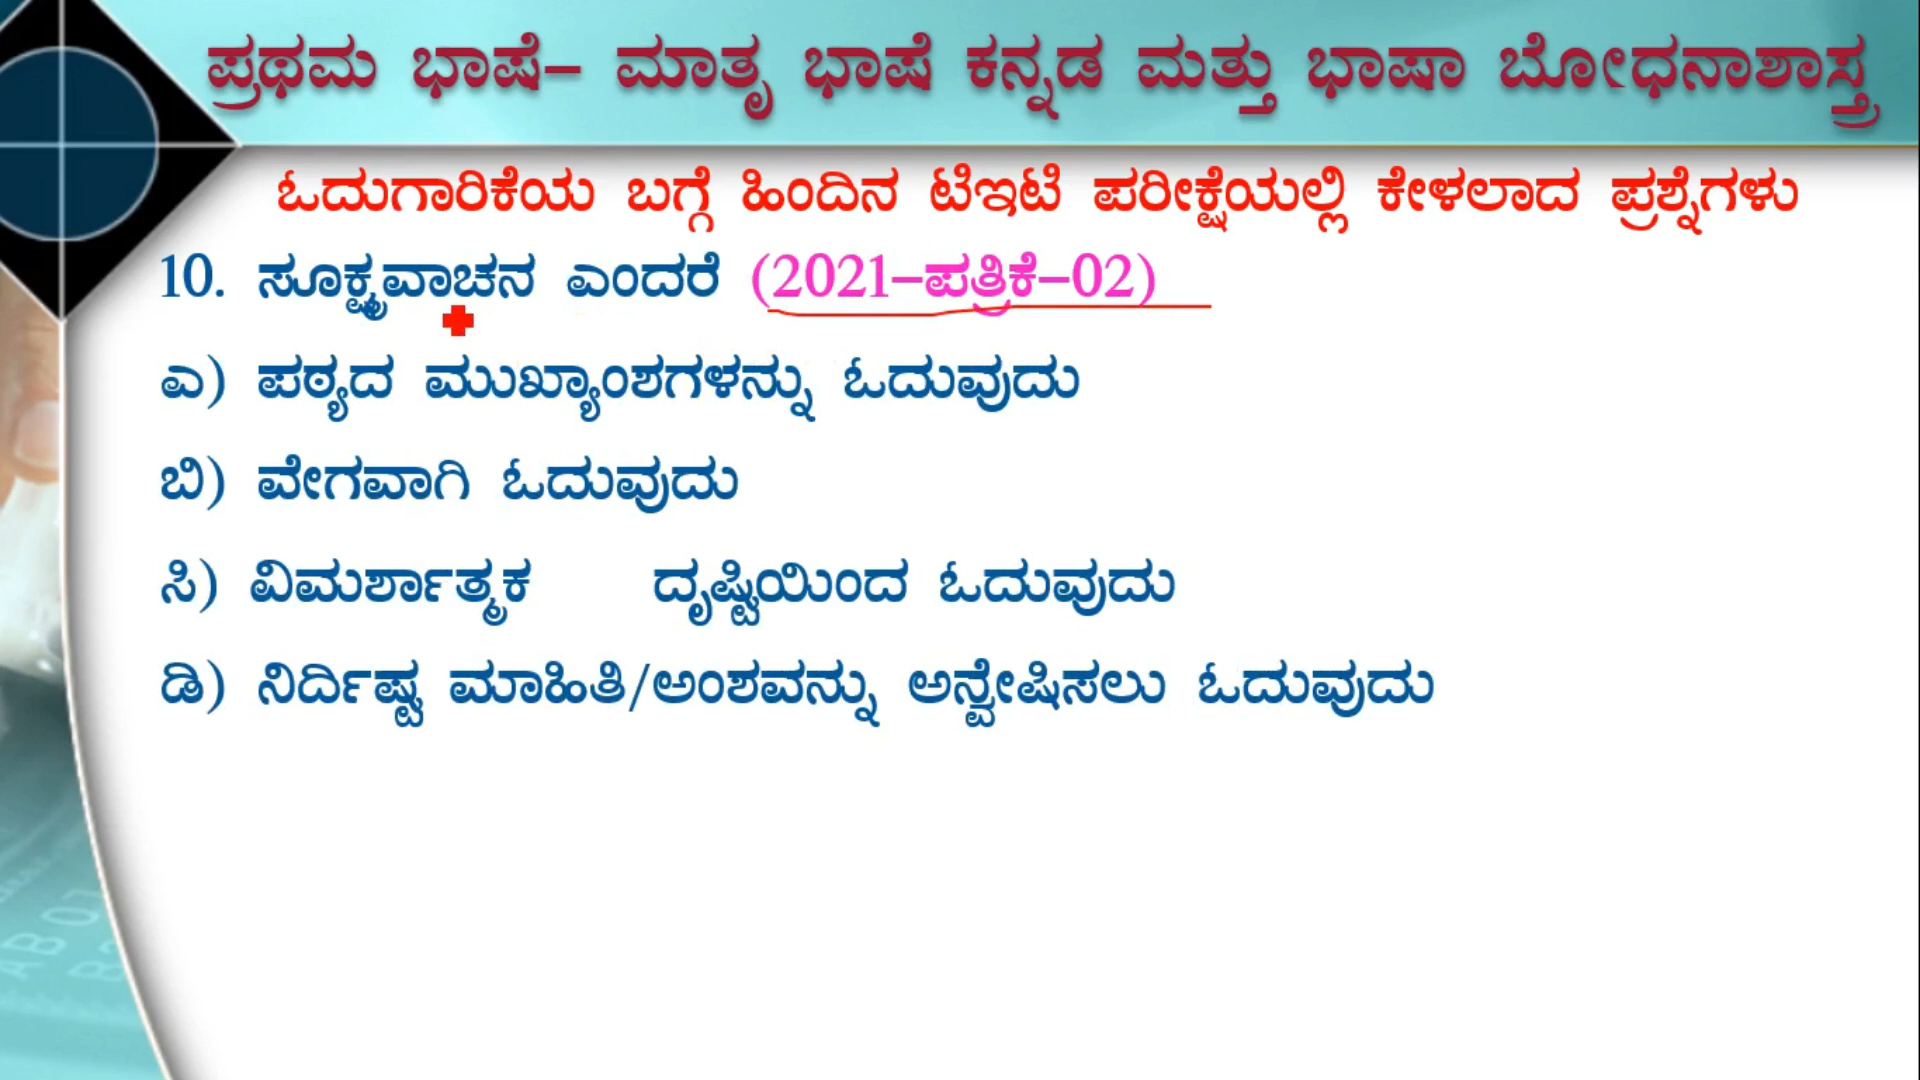 ಪ್ರಥಮ ಭಾಷೆ– ಮಾತೃ ಭಾಷೆ ಕನ್ನಡ ಮತ್ತು ಭಾಷಾ ಬೋಧನಾಶಾಸ್ತ್ರ
ಓದುಗಾರಿಕೆಯ ಬಗ್ಗೆ ಹಿಂದಿನ ಟೆಇಟಿ ಪರೀಕ್ಷೆಯಲ್ಲಿ ಕೇಳಲಾದ ಪ್ರಶ್ನೆಗಳು
10. ಸೂಕ್ಷ್ಮವಾಚನ ಎಂದರೆ (2021–ಪತ್ರಿಕೆ–02)
ಎ) ಪಠ್ಯದ ಮುಖ್ಯಾಂಶಗಳನ್ನು ಓದುವುದು
ಬಿ) ವೇಗವಾಗಿ ಓದುವುದು
ಸಿ) ವಿಮರ್ಶಾತ್ಮಕ ದೃಷ್ಟಿಯಿಂದ ಓದುವುದು
ಡಿ) ನಿರ್ದಿಷ್ಟ ಮಾಹಿತಿ/ಅಂಶವನ್ನು ಅನ್ವೇಷಿಸಲು ಓದುವುದು